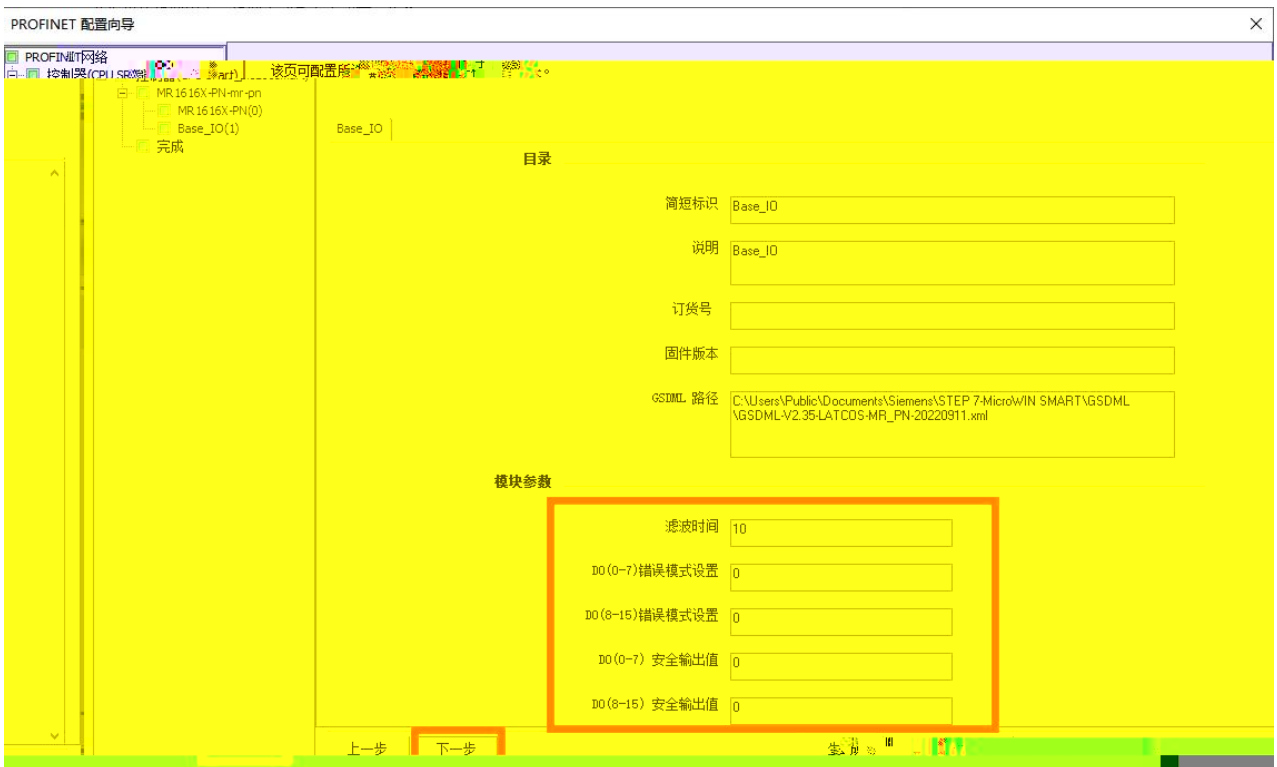 PROFINET 配置向导
PROFINET网络
控制器(CPU SR
该页可配置所
MR1616X-PN-mr-pn
MR1616X-PN(0)
Base_IO(1)
完成
Base_IO
目录
简短标识 Base_IO
说明 Base_IO
订货号
固件版本
GSDML 路径 C:\Users\Public\Documents\Siemens\STEP 7-MicroWIN SMART\GSDML
\GSDML-V2.35-LATCOS-MR_PN-20220911.xml
模块参数
滤波时间 10
DO(0-7)错误模式设置 0
DO(8-15)错误模式设置 0
DO(0-7) 安全输出值 0
DO(8-15) 安全输出值 0
上一步 下一步